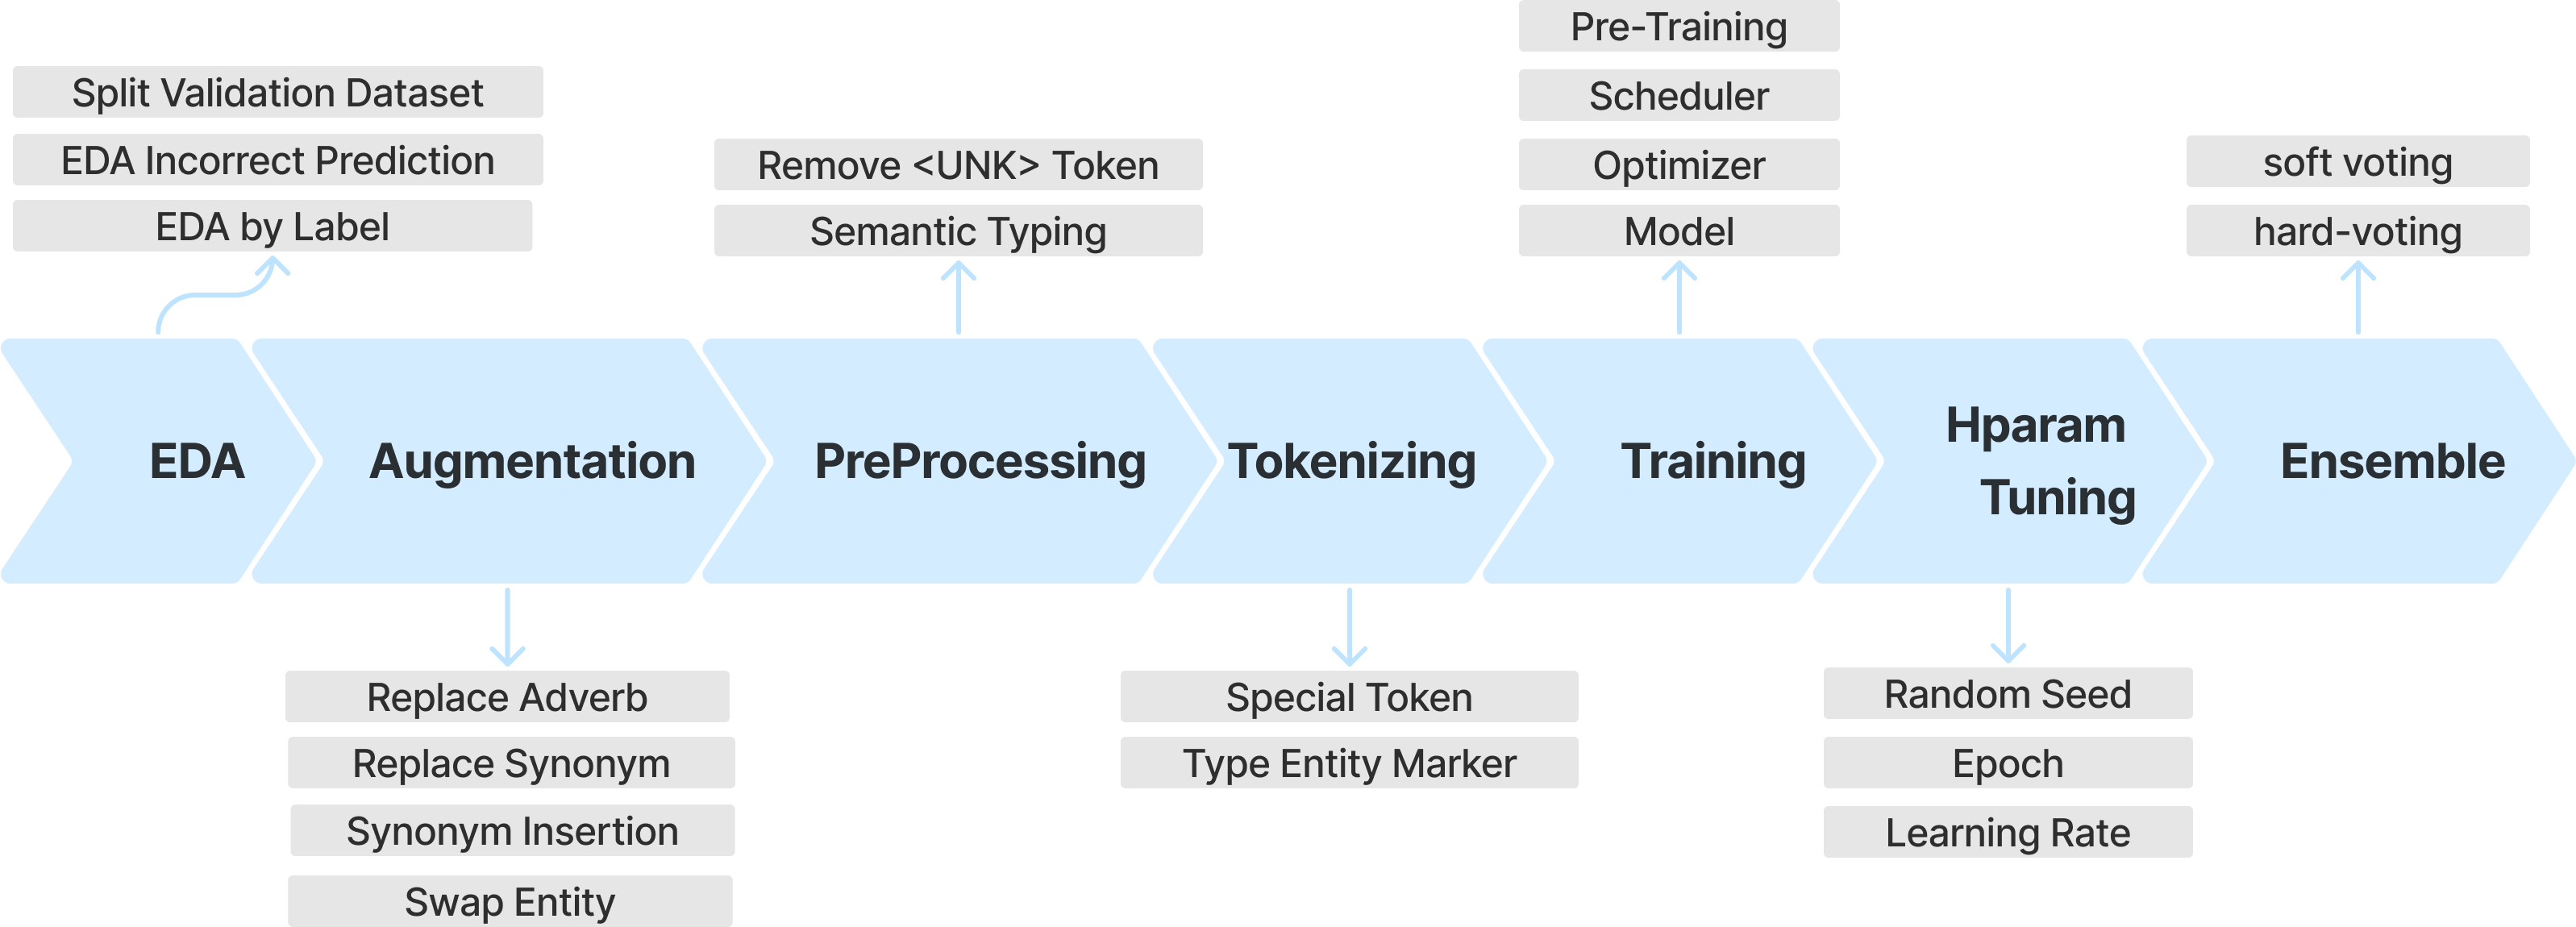 Split Validation Dataset
EDA Incorrect Prediction
EDA by Label
Remove <UNK> Token
Semantic Typing
Pre-Training
Scheduler
Optimizer
Model
soft voting
hard-voting
EDA
Augmentation
PreProcessing
Tokenizing
Training
Hparam
Tuning
Ensemble
Replace Adverb
Replace Synonym
Synonym Insertion
Swap Entity
Special Token
Type Entity Marker
Random Seed
Epoch
Learning Rate